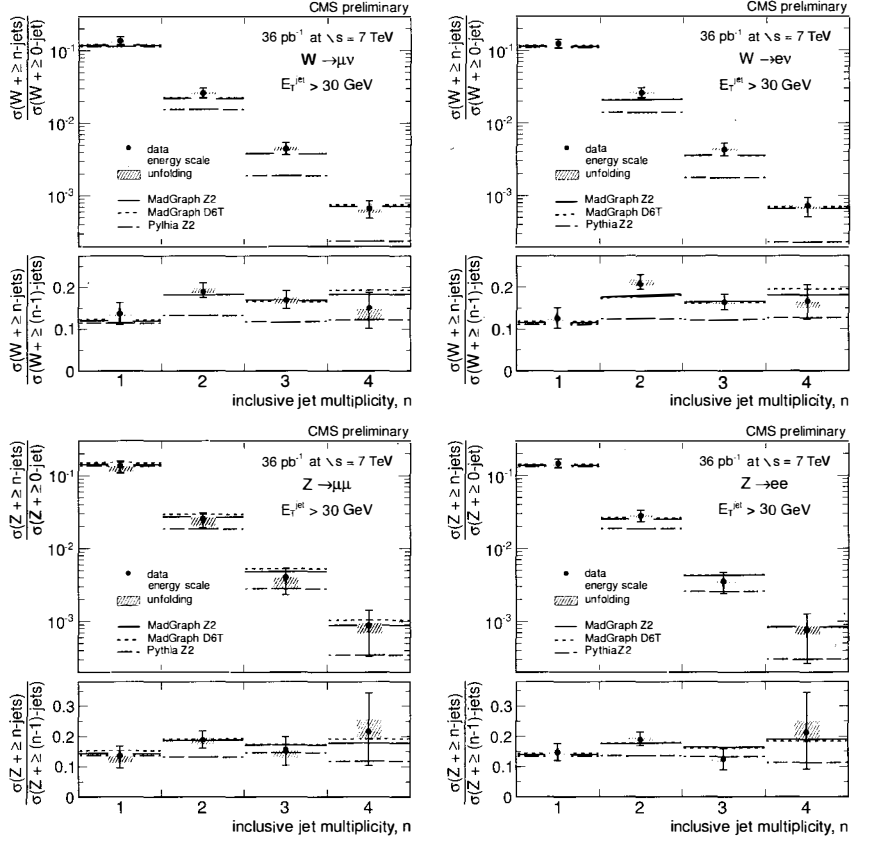 CMS preliminary
σ(W + ≥ n-jets)
σ(W + ≥ 0-jet)
10⁻¹
10⁻²
10⁻³
36 pb⁻¹ at √s = 7 TeV
W →μν
E_T^jet > 30 GeV
data
energy scale
unfolding
MadGraph Z2
MadGraph D6T
Pythia Z2
σ(W + ≥ n-jets)
σ(W + ≥ (n-1)-jets)
0.2
0.1
0
1 2 3 4
inclusive jet multiplicity, n
CMS preliminary
σ(W + ≥ n-jets)
σ(W + ≥ 0-jet)
10⁻¹
10⁻²
10⁻³
36 pb⁻¹ at √s = 7 TeV
W →eν
E_T^jet > 30 GeV
data
energy scale
unfolding
MadGraph Z2
MadGraph D6T
Pythia Z2
σ(W + ≥ n-jets)
σ(W + ≥ (n-1)-jets)
0.2
0.1
0
1 2 3 4
inclusive jet multiplicity, n
CMS preliminary
σ(Z + ≥ n-jets)
σ(Z + ≥ 0-jet)
10⁻¹
10⁻²
10⁻³
36 pb⁻¹ at √s = 7 TeV
Z →μμ
E_T^jet > 30 GeV
data
energy scale
unfolding
MadGraph Z2
MadGraph D6T
Pythia Z2
σ(Z + ≥ n-jets)
σ(Z + ≥ (n-1)-jets)
0.3
0.2
0.1
0
1 2 3 4
inclusive jet multiplicity, n
CMS preliminary
σ(Z + ≥ n-jets)
σ(Z + ≥ 0-jet)
10⁻¹
10⁻²
10⁻³
36 pb⁻¹ at √s = 7 TeV
Z →ee
E_T^jet > 30 GeV
data
energy scale
unfolding
MadGraph Z2
MadGraph D6T
Pythia Z2
σ(Z + ≥ n-jets)
σ(Z + ≥ (n-1)-jets)
0.3
0.2
0.1
0
1 2 3 4
inclusive jet multiplicity, n